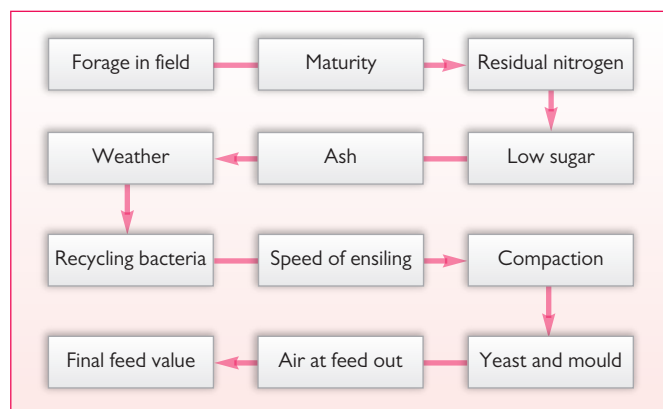 Forage in field
Maturity
Residual nitrogen
Weather
Ash
Low sugar
Recycling bacteria
Speed of ensiling
Compaction
Final feed value
Air at feed out
Yeast and mould